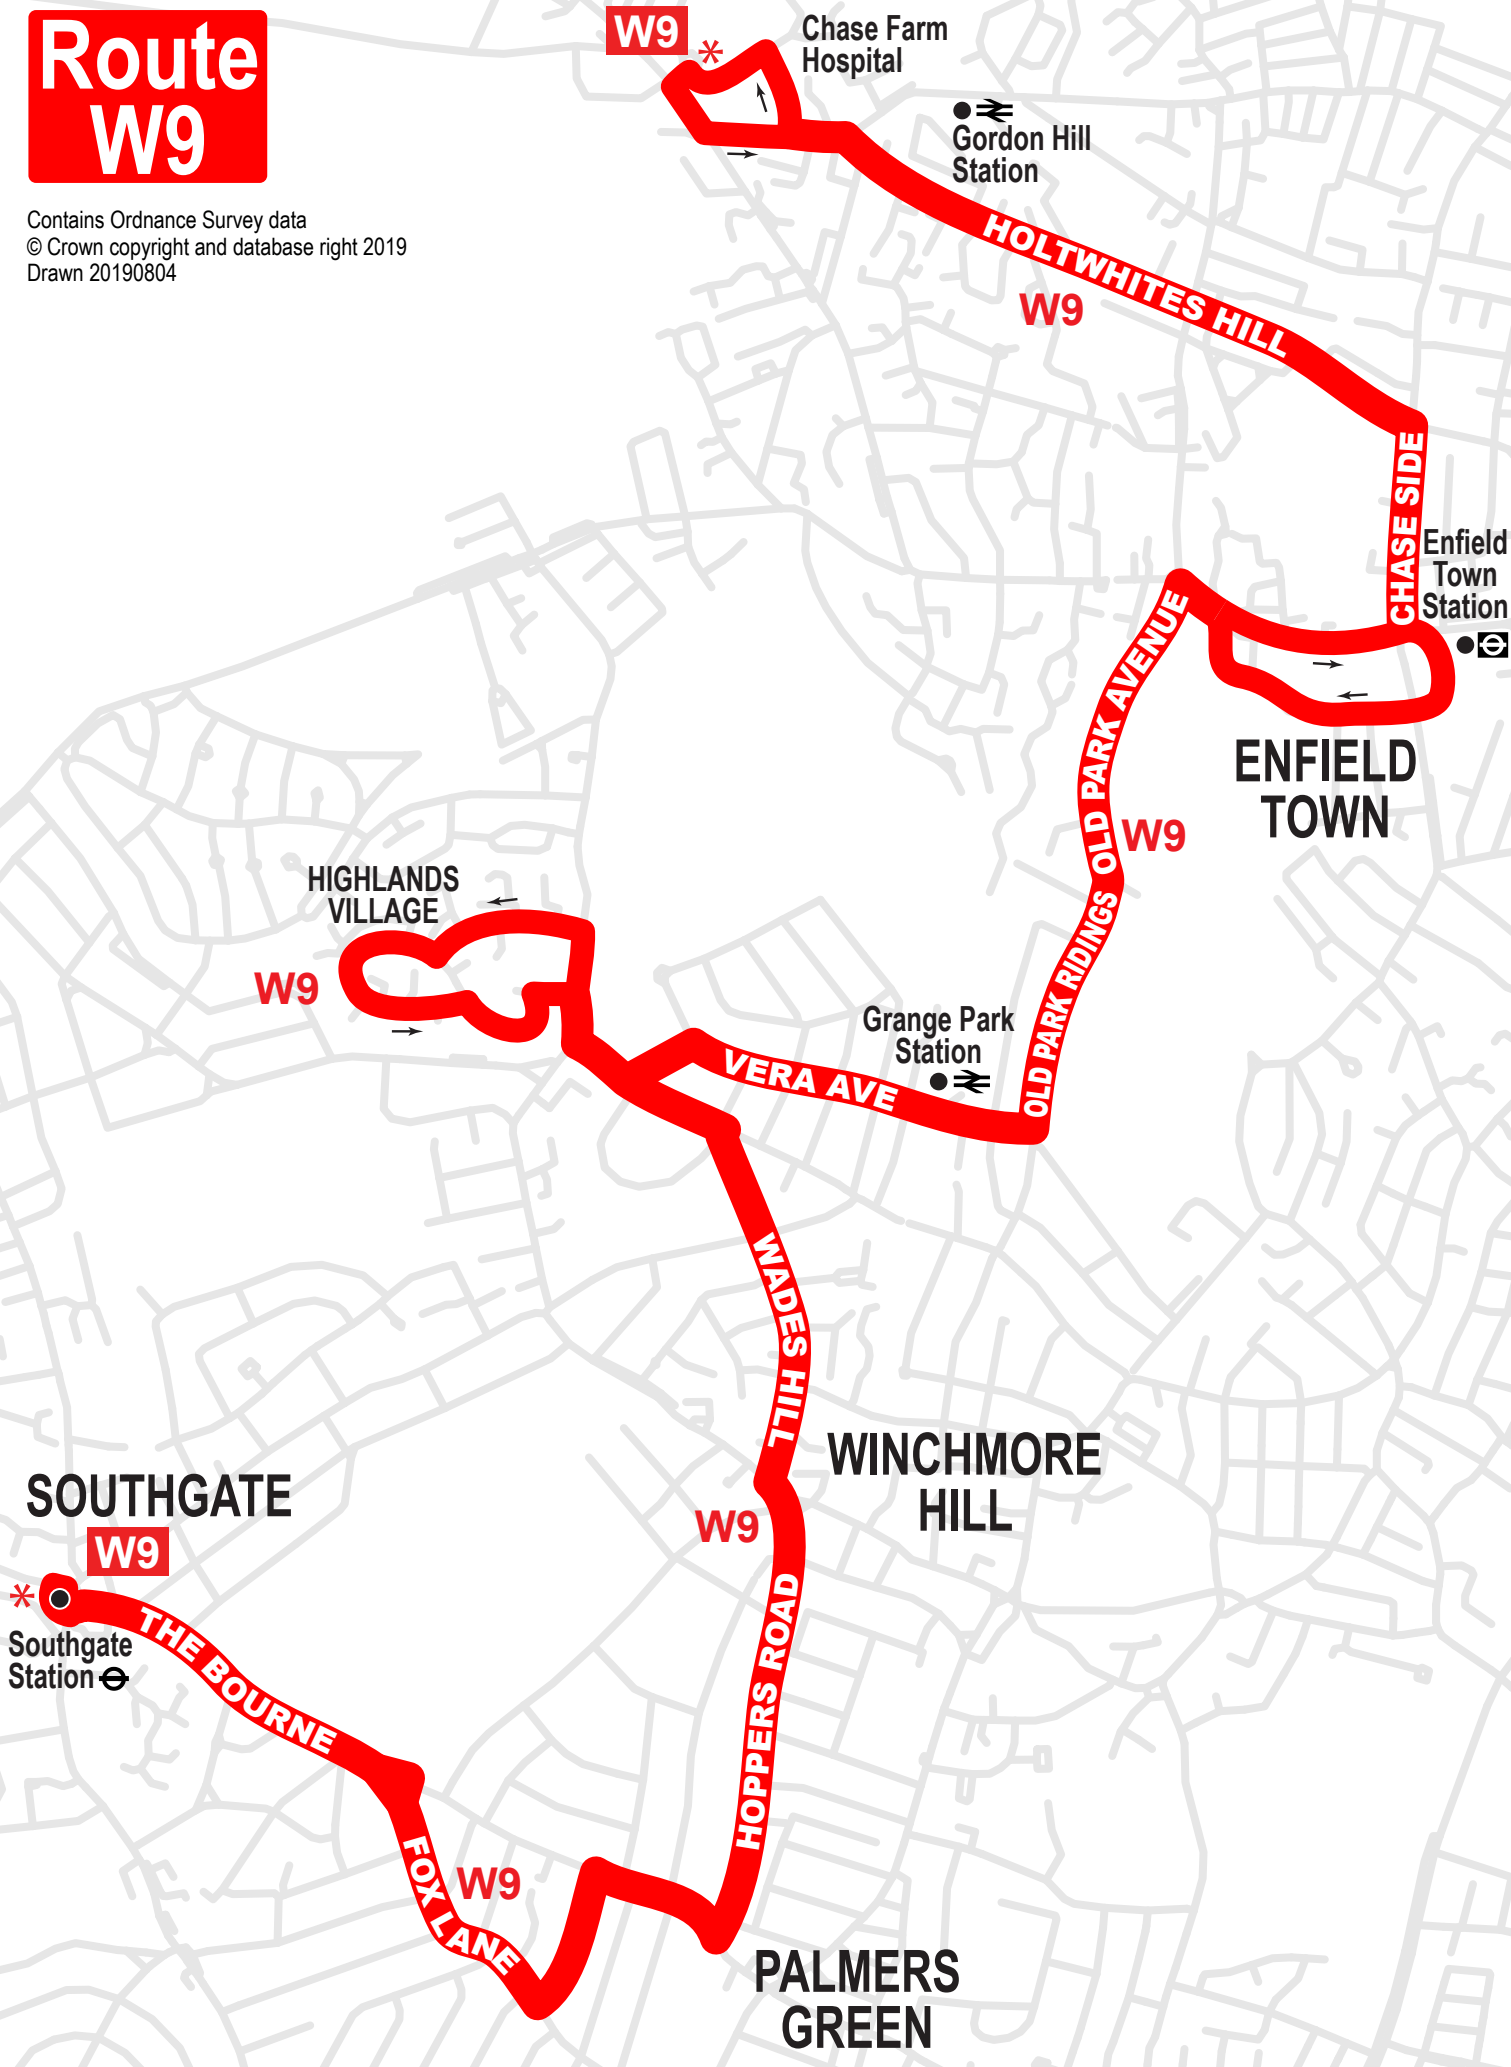 Route
W9
Contains Ordnance Survey data
© Crown copyright and database right 2019
Drawn 20190804
W9
*
Chase Farm
Hospital
Gordon Hill
Station
HOLTWHITES HILL
W9
CHASE SIDE
Enfield
Town
Station
OLD PARK AVENUE
ENFIELD
TOWN
W9
HIGHLANDS
VILLAGE
W9
OLD PARK RIDINGS
Grange Park
Station
VERA AVE
WADES HILL
WINCHMORE
HILL
SOUTHGATE
W9
W9
*
THE BOURNE
Southgate
Station
HOPPERS ROAD
FOX LANE
W9
PALMERS
GREEN